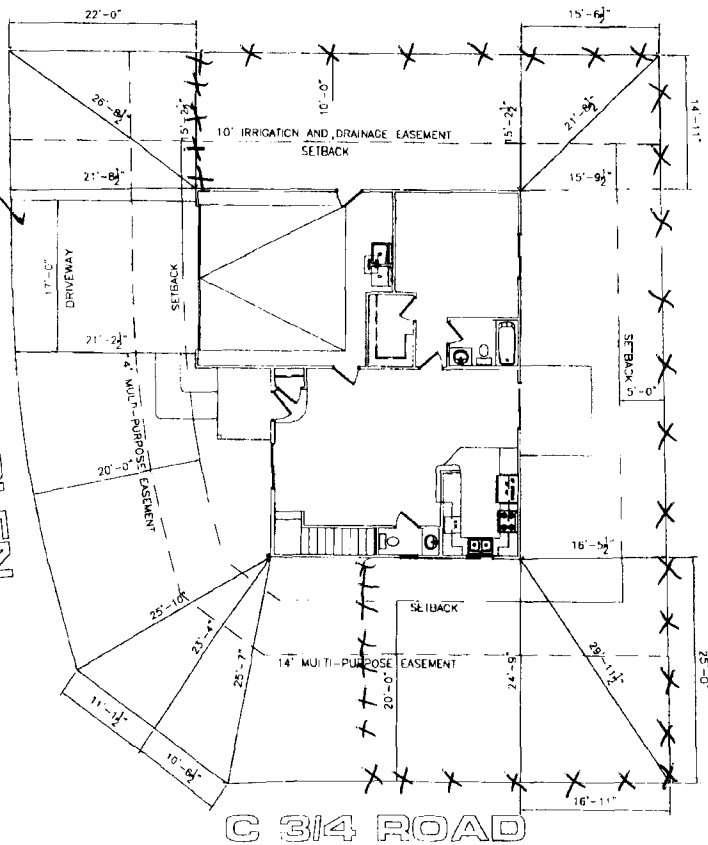 22'-0"
15'-6½"
26'-8½"
15'-2½"
10'-0"
15'-2½"
21'-8½"
14'-11"
10' IRRIGATION AND DRAINAGE EASEMENT
SETBACK
21'-8½"
15'-9½"
17'-0"
DRIVEWAY
SETBACK
SETBACK
21'-2½"
5'-0"
14' MULTI-PURPOSE EASEMENT
20'-0"
16'-5½"
25'-10"
23'-4"
25'-7"
SETBACK
14' MULTI-PURPOSE EASEMENT
20'-0"
24'-9"
29'-11½"
25'-0"
11'-1½"
10'-6½"
16'-11"
C 3/4 ROAD